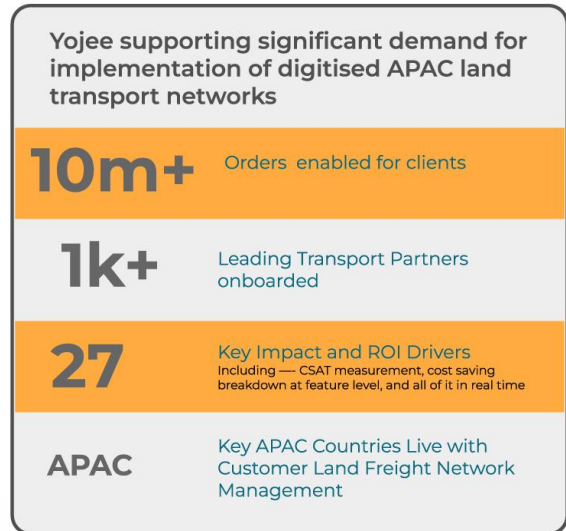 Yojee supporting significant demand for
implementation of digitised APAC land
transport networks
10m+
Orders enabled for clients
1k+
Leading Transport Partners
onboarded
27
Key Impact and ROI Drivers
Including —- CSAT measurement, cost saving
breakdown at feature level, and all of it in real time
APAC
Key APAC Countries Live with
Customer Land Freight Network
Management